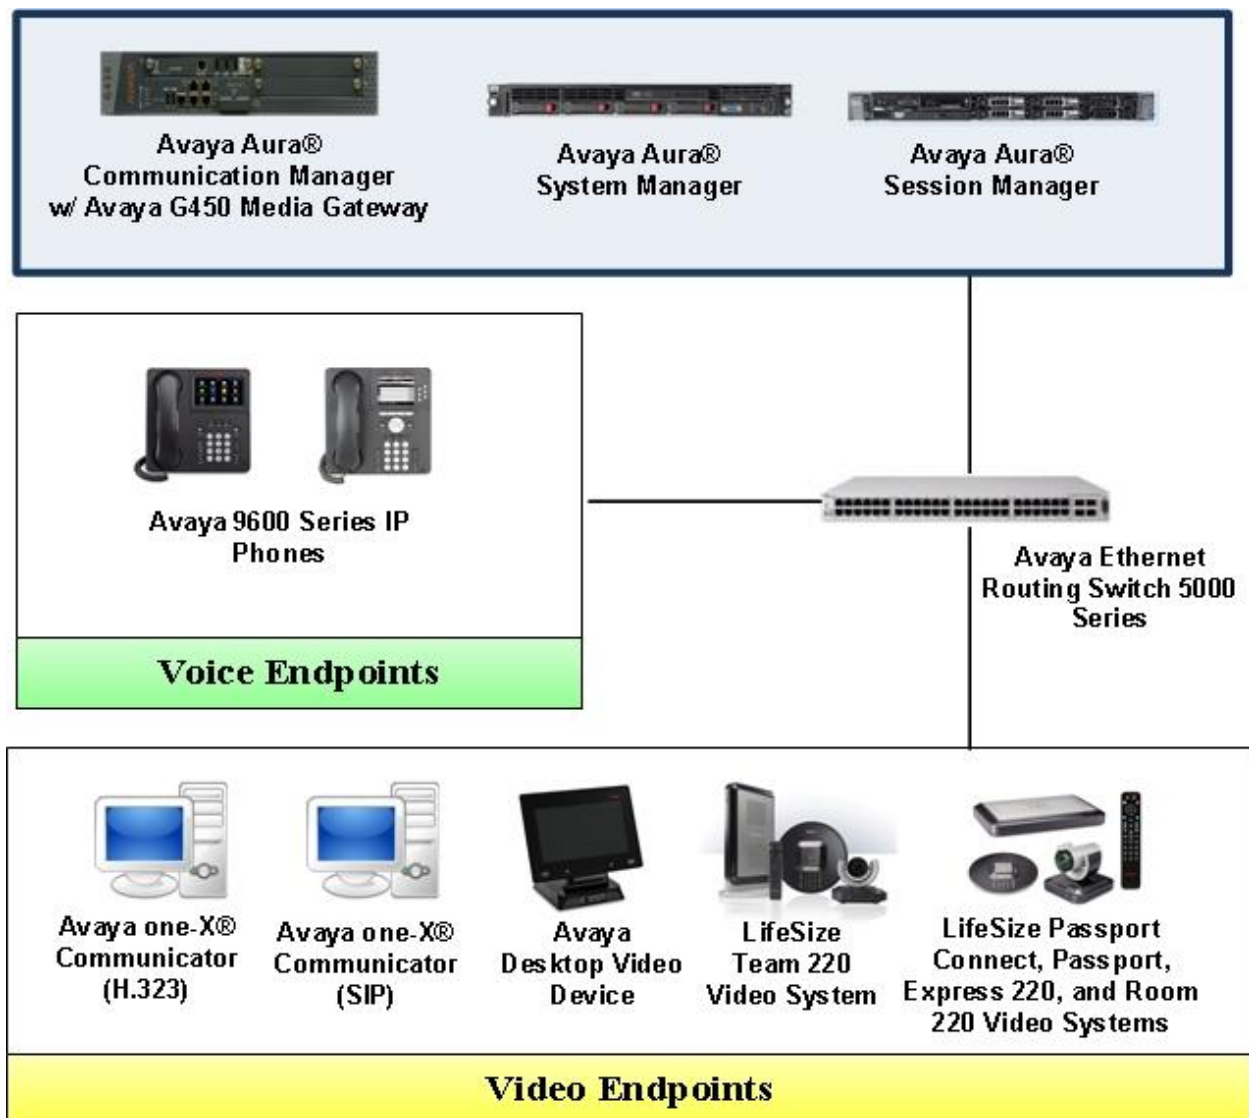 Avaya Aura®
Communication Manager
w/ Avaya G450 Media Gateway
Avaya Aura®
System Manager
Avaya Aura®
Session Manager
Avaya 9600 Series IP
Phones
Voice Endpoints
Avaya Ethernet
Routing Switch 5000
Series
Avaya one-X®
Communicator
(H.323)
Avaya one-X®
Communicator
(SIP)
Avaya
Desktop Video
Device
LifeSize
Team 220
Video System
LifeSize Passport
Connect, Passport,
Express 220, and Room
220 Video Systems
Video Endpoints